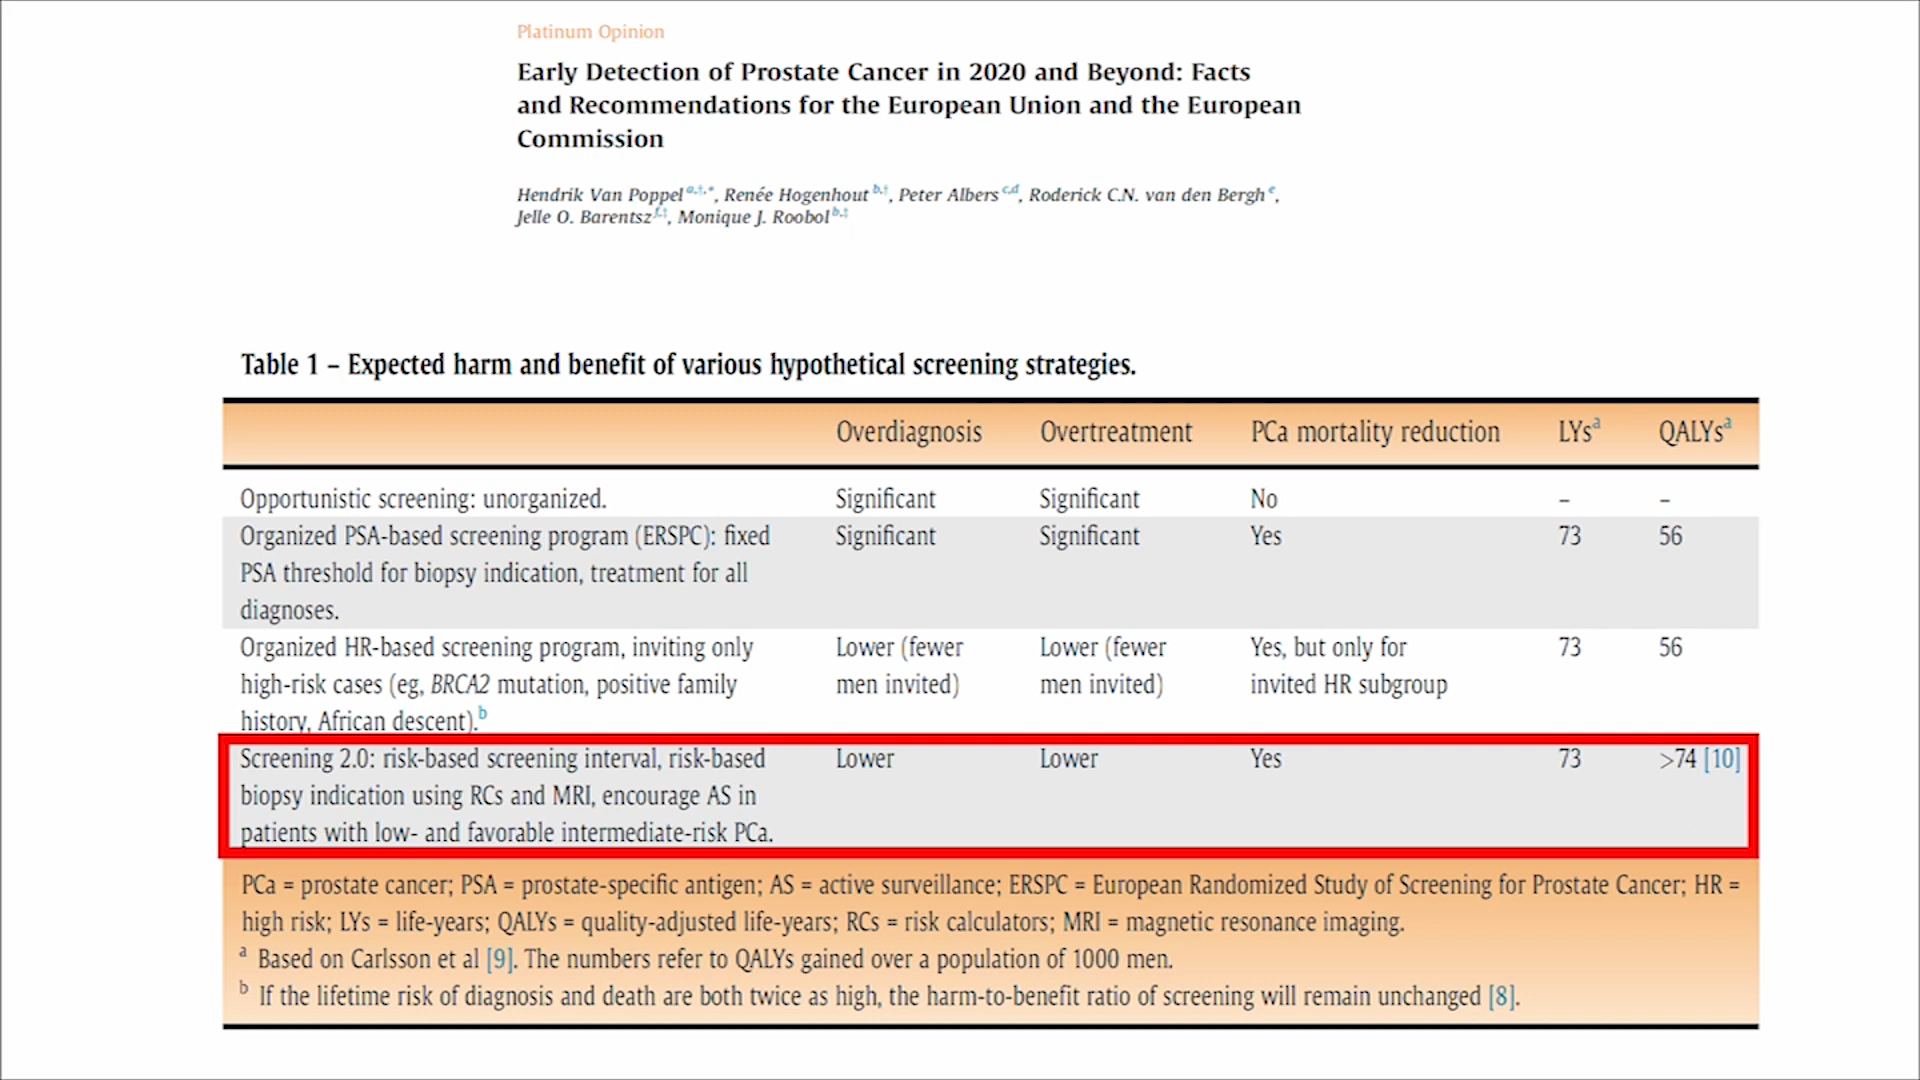 Platinum Opinion
Early Detection of Prostate Cancer in 2020 and Beyond: Facts
and Recommendations for the European Union and the European
Commission
Hendrik Van Poppel a,†,*, Renée Hogenhout b,†, Peter Albers c,d, Roderick C.N. van den Bergh e,
Jelle O. Barentsz f,‡, Monique J. Roobol b,‡
Table 1 – Expected harm and benefit of various hypothetical screening strategies.
Overdiagnosis Overtreatment PCa mortality reduction LYsa QALYsa
Opportunistic screening: unorganized. Significant Significant No – –
Organized PSA-based screening program (ERSPC): fixed Significant Significant Yes 73 56
PSA threshold for biopsy indication, treatment for all
diagnoses.
Organized HR-based screening program, inviting only Lower (fewer Lower (fewer Yes, but only for 73 56
high-risk cases (eg, BRCA2 mutation, positive family men invited) men invited) invited HR subgroup
history, African descent).b
Screening 2.0: risk-based screening interval, risk-based Lower Lower Yes 73 >74 [10]
biopsy indication using RCs and MRI, encourage AS in
patients with low- and favorable intermediate-risk PCa.
PCa = prostate cancer; PSA = prostate-specific antigen; AS = active surveillance; ERSPC = European Randomized Study of Screening for Prostate Cancer; HR =
high risk; LYs = life-years; QALYs = quality-adjusted life-years; RCs = risk calculators; MRI = magnetic resonance imaging.
a Based on Carlsson et al [9]. The numbers refer to QALYs gained over a population of 1000 men.
b If the lifetime risk of diagnosis and death are both twice as high, the harm-to-benefit ratio of screening will remain unchanged [8].